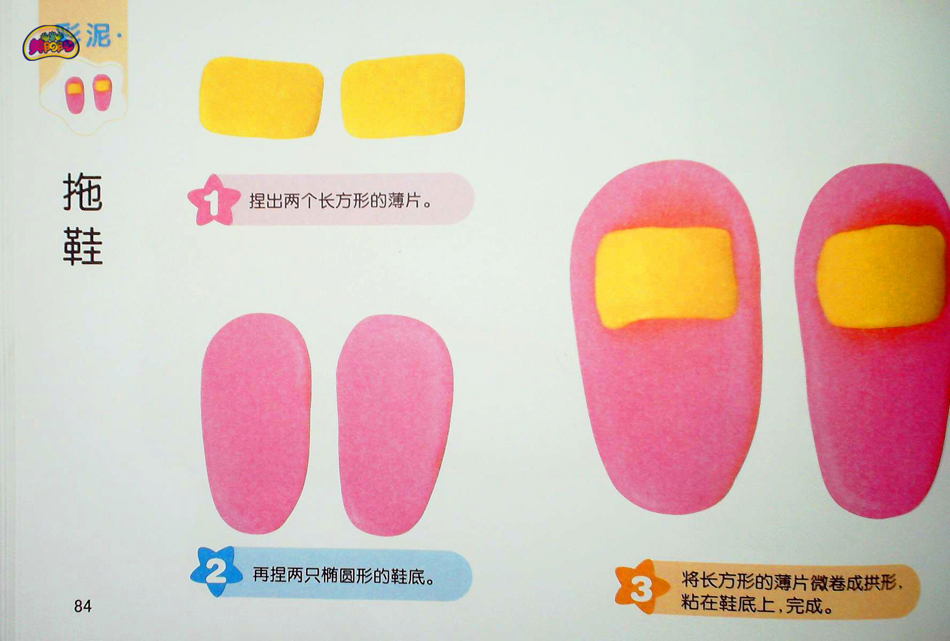 彩泥·
拖鞋
1 捏出两个长方形的薄片。
2 再捏两只椭圆形的鞋底。
3 将长方形的薄片微卷成拱形,
粘在鞋底上,完成。
84